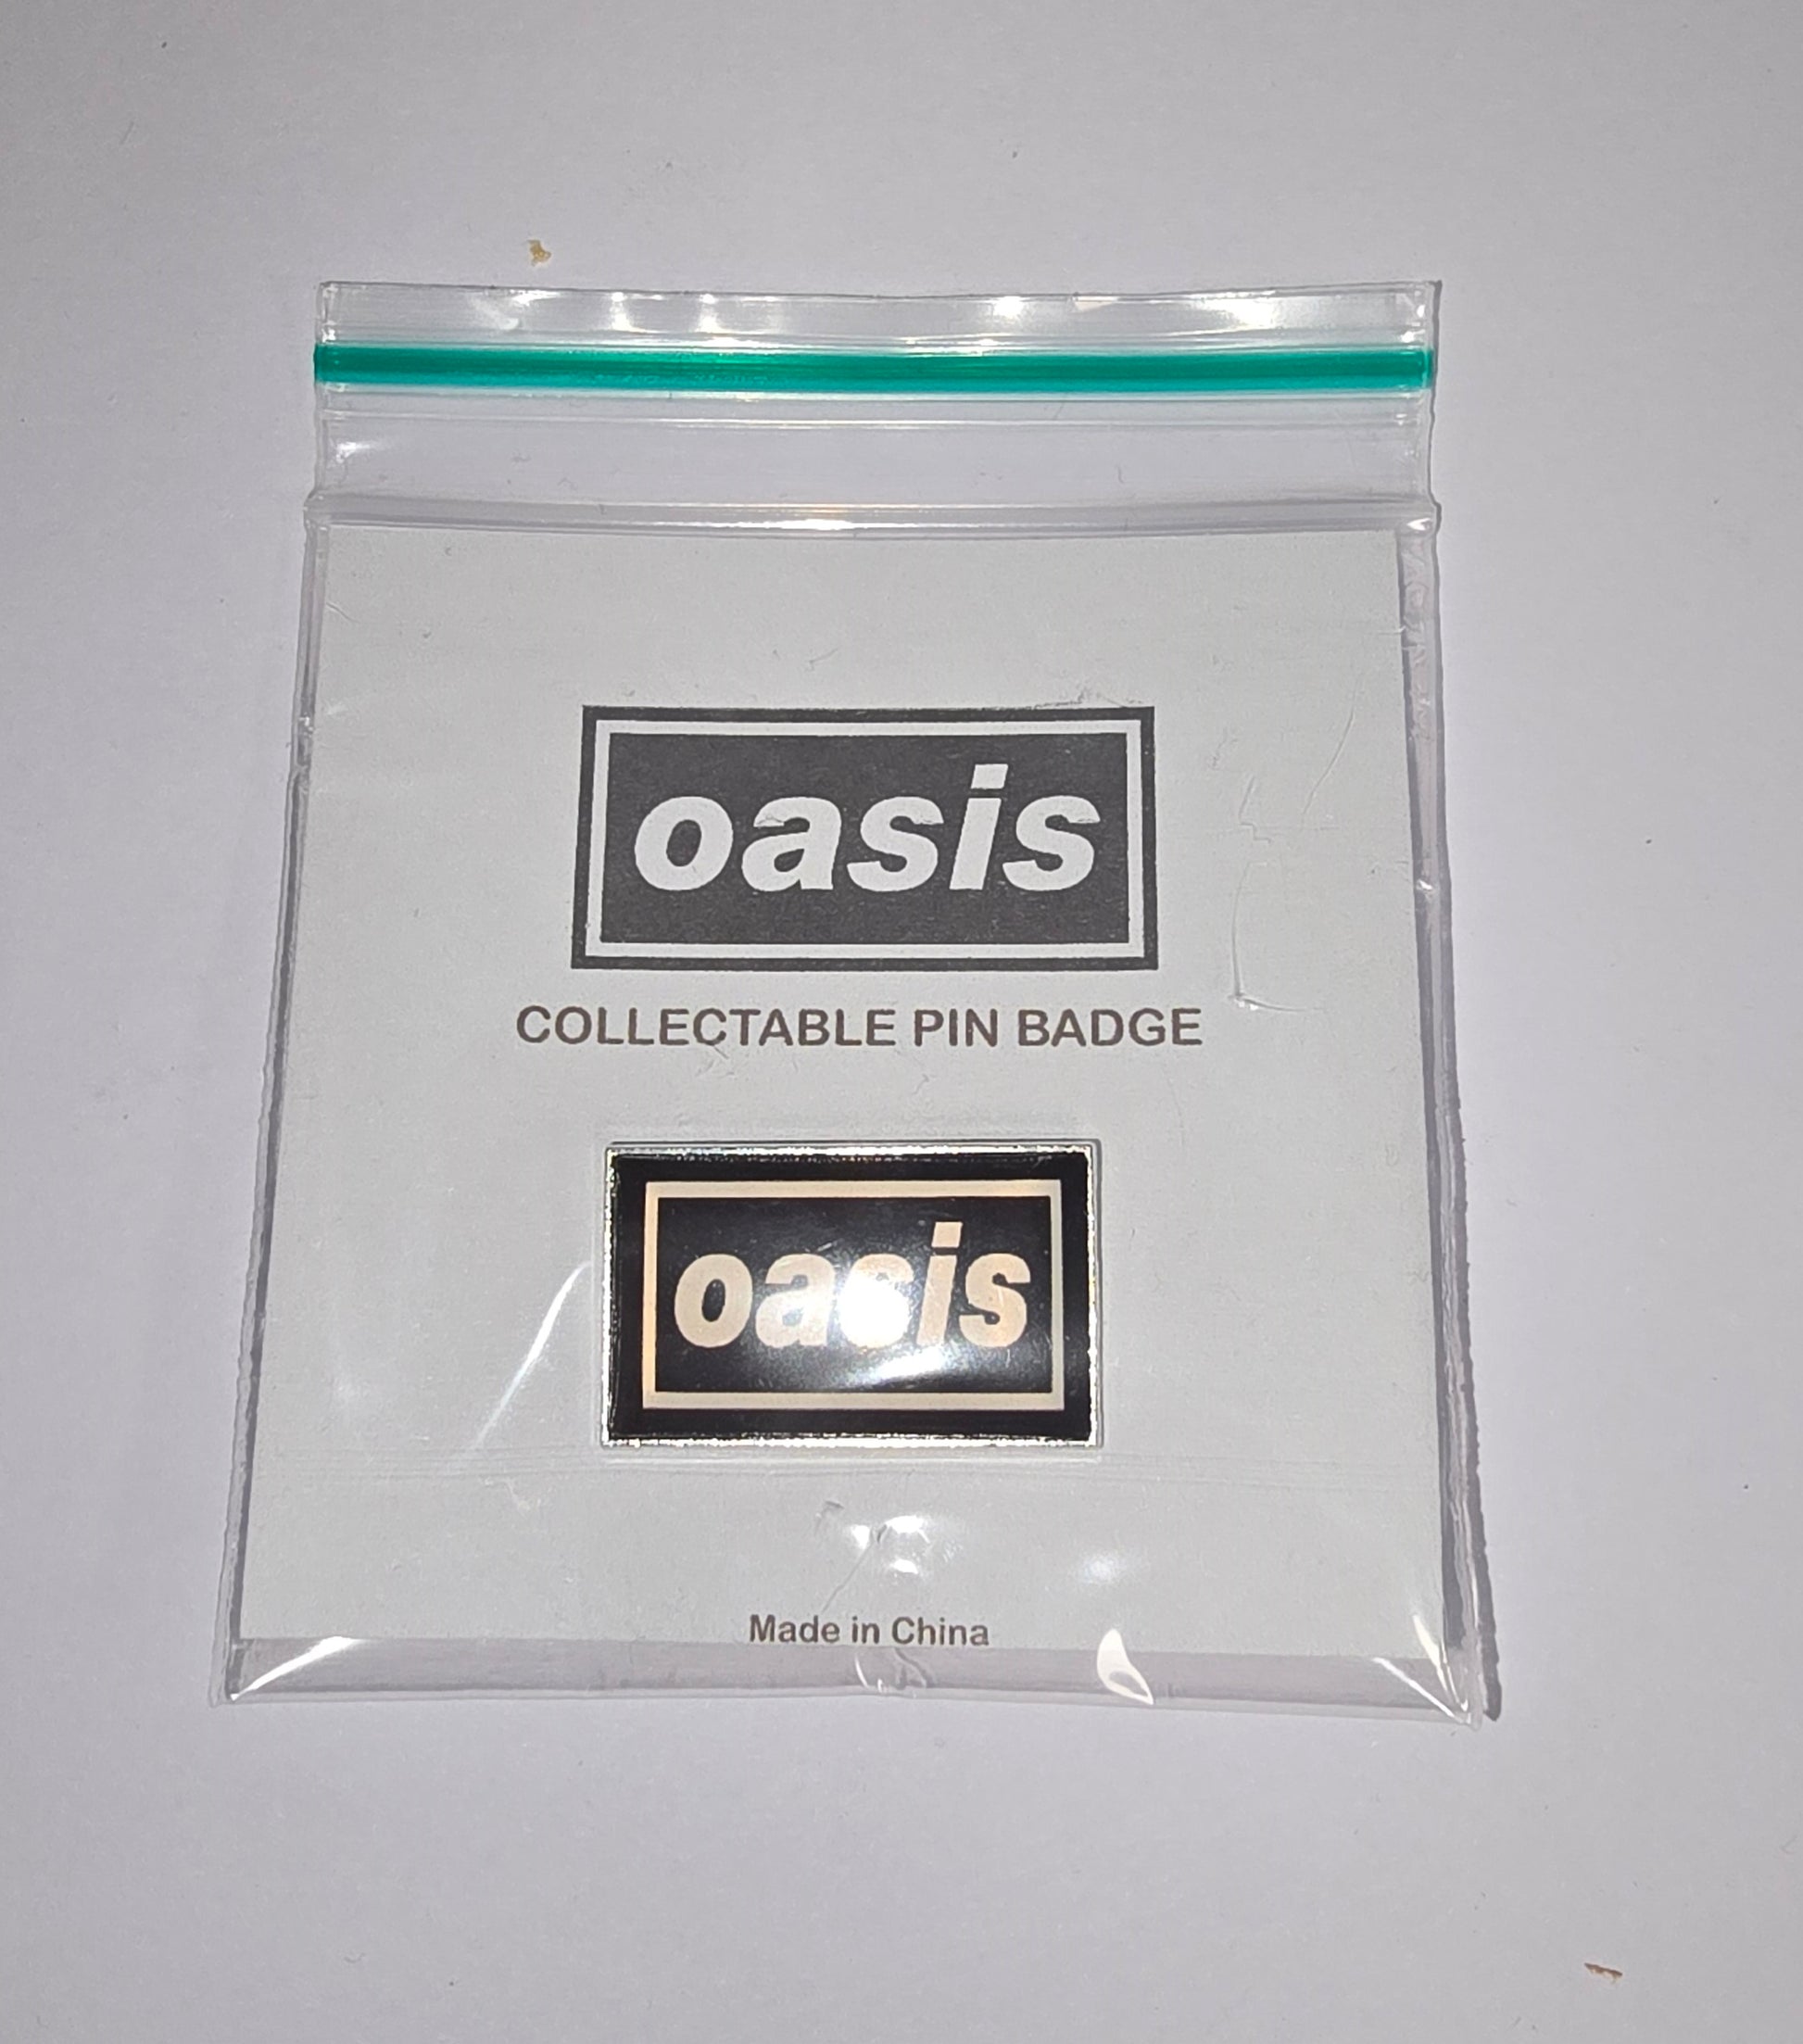 oasis
COLLECTABLE PIN BADGE
oasis
Made in China